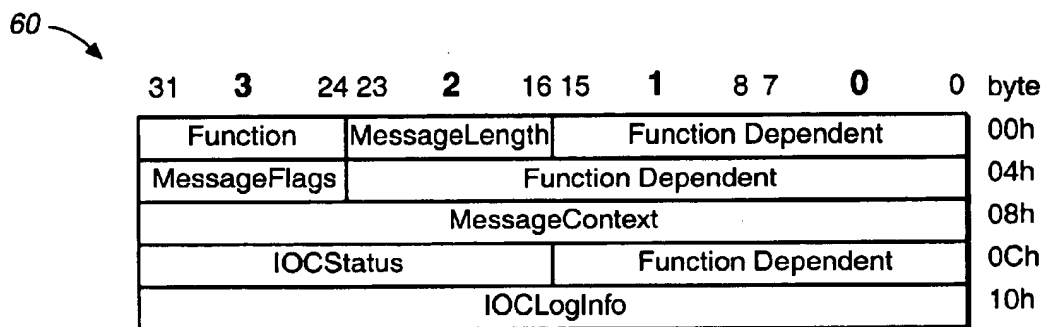 60
31 3 24 23 2 16 15 1 8 7 0 0 byte
Function MessageLength Function Dependent 00h
MessageFlags Function Dependent 04h
MessageContext 08h
IOCStatus Function Dependent 0Ch
IOCLogInfo 10h